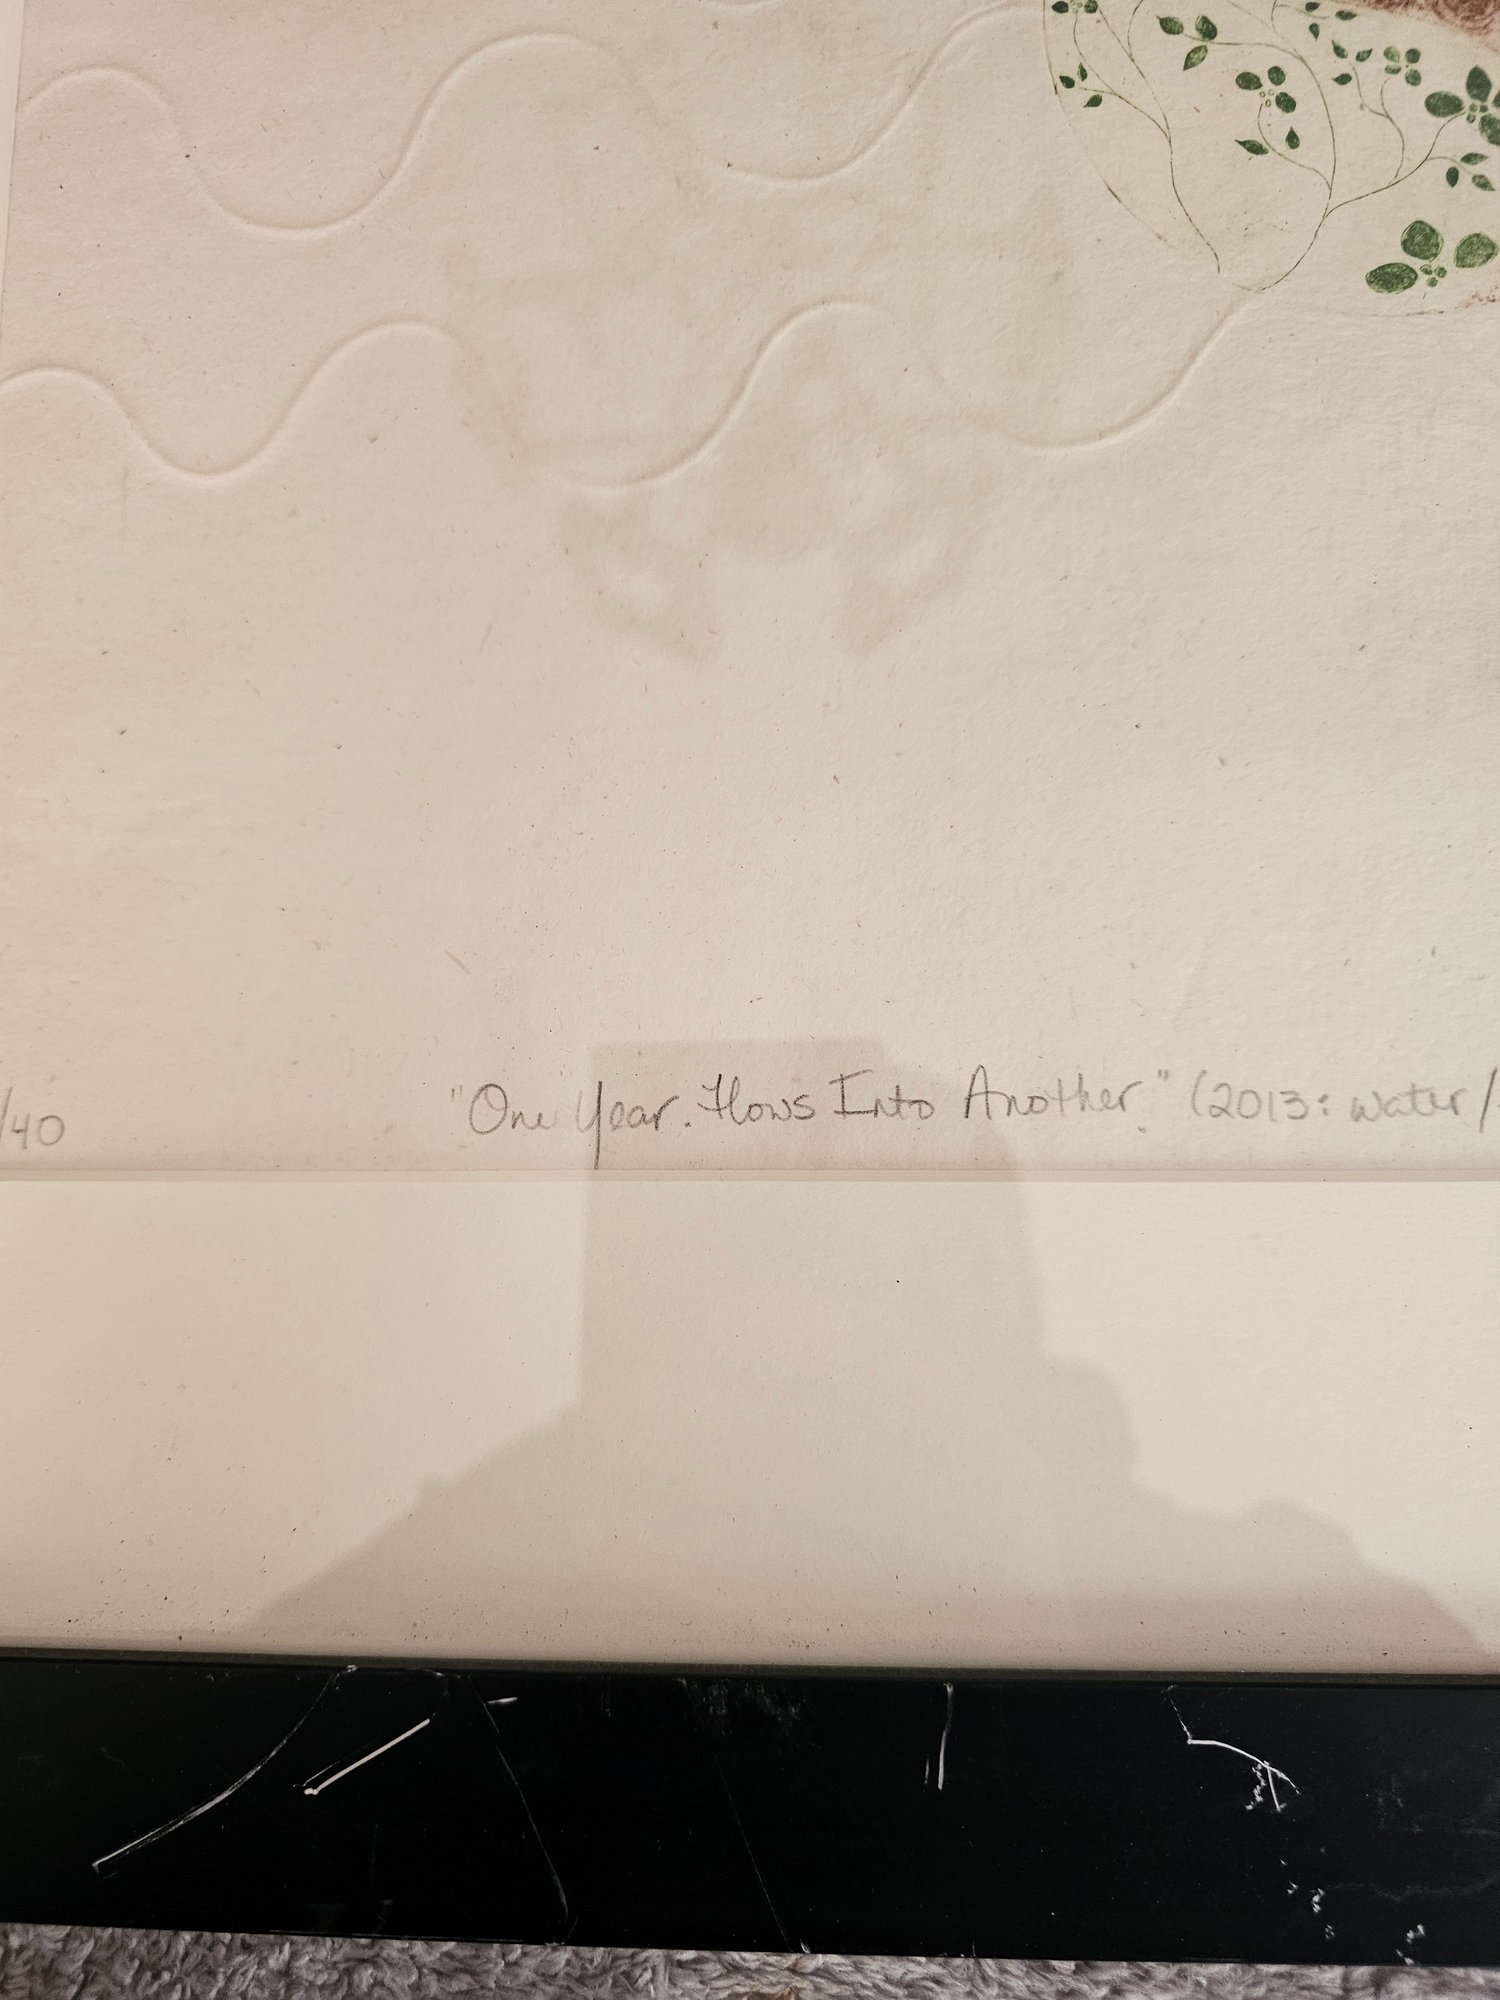 /40 "One Year Flows Into Another." (2013: water/